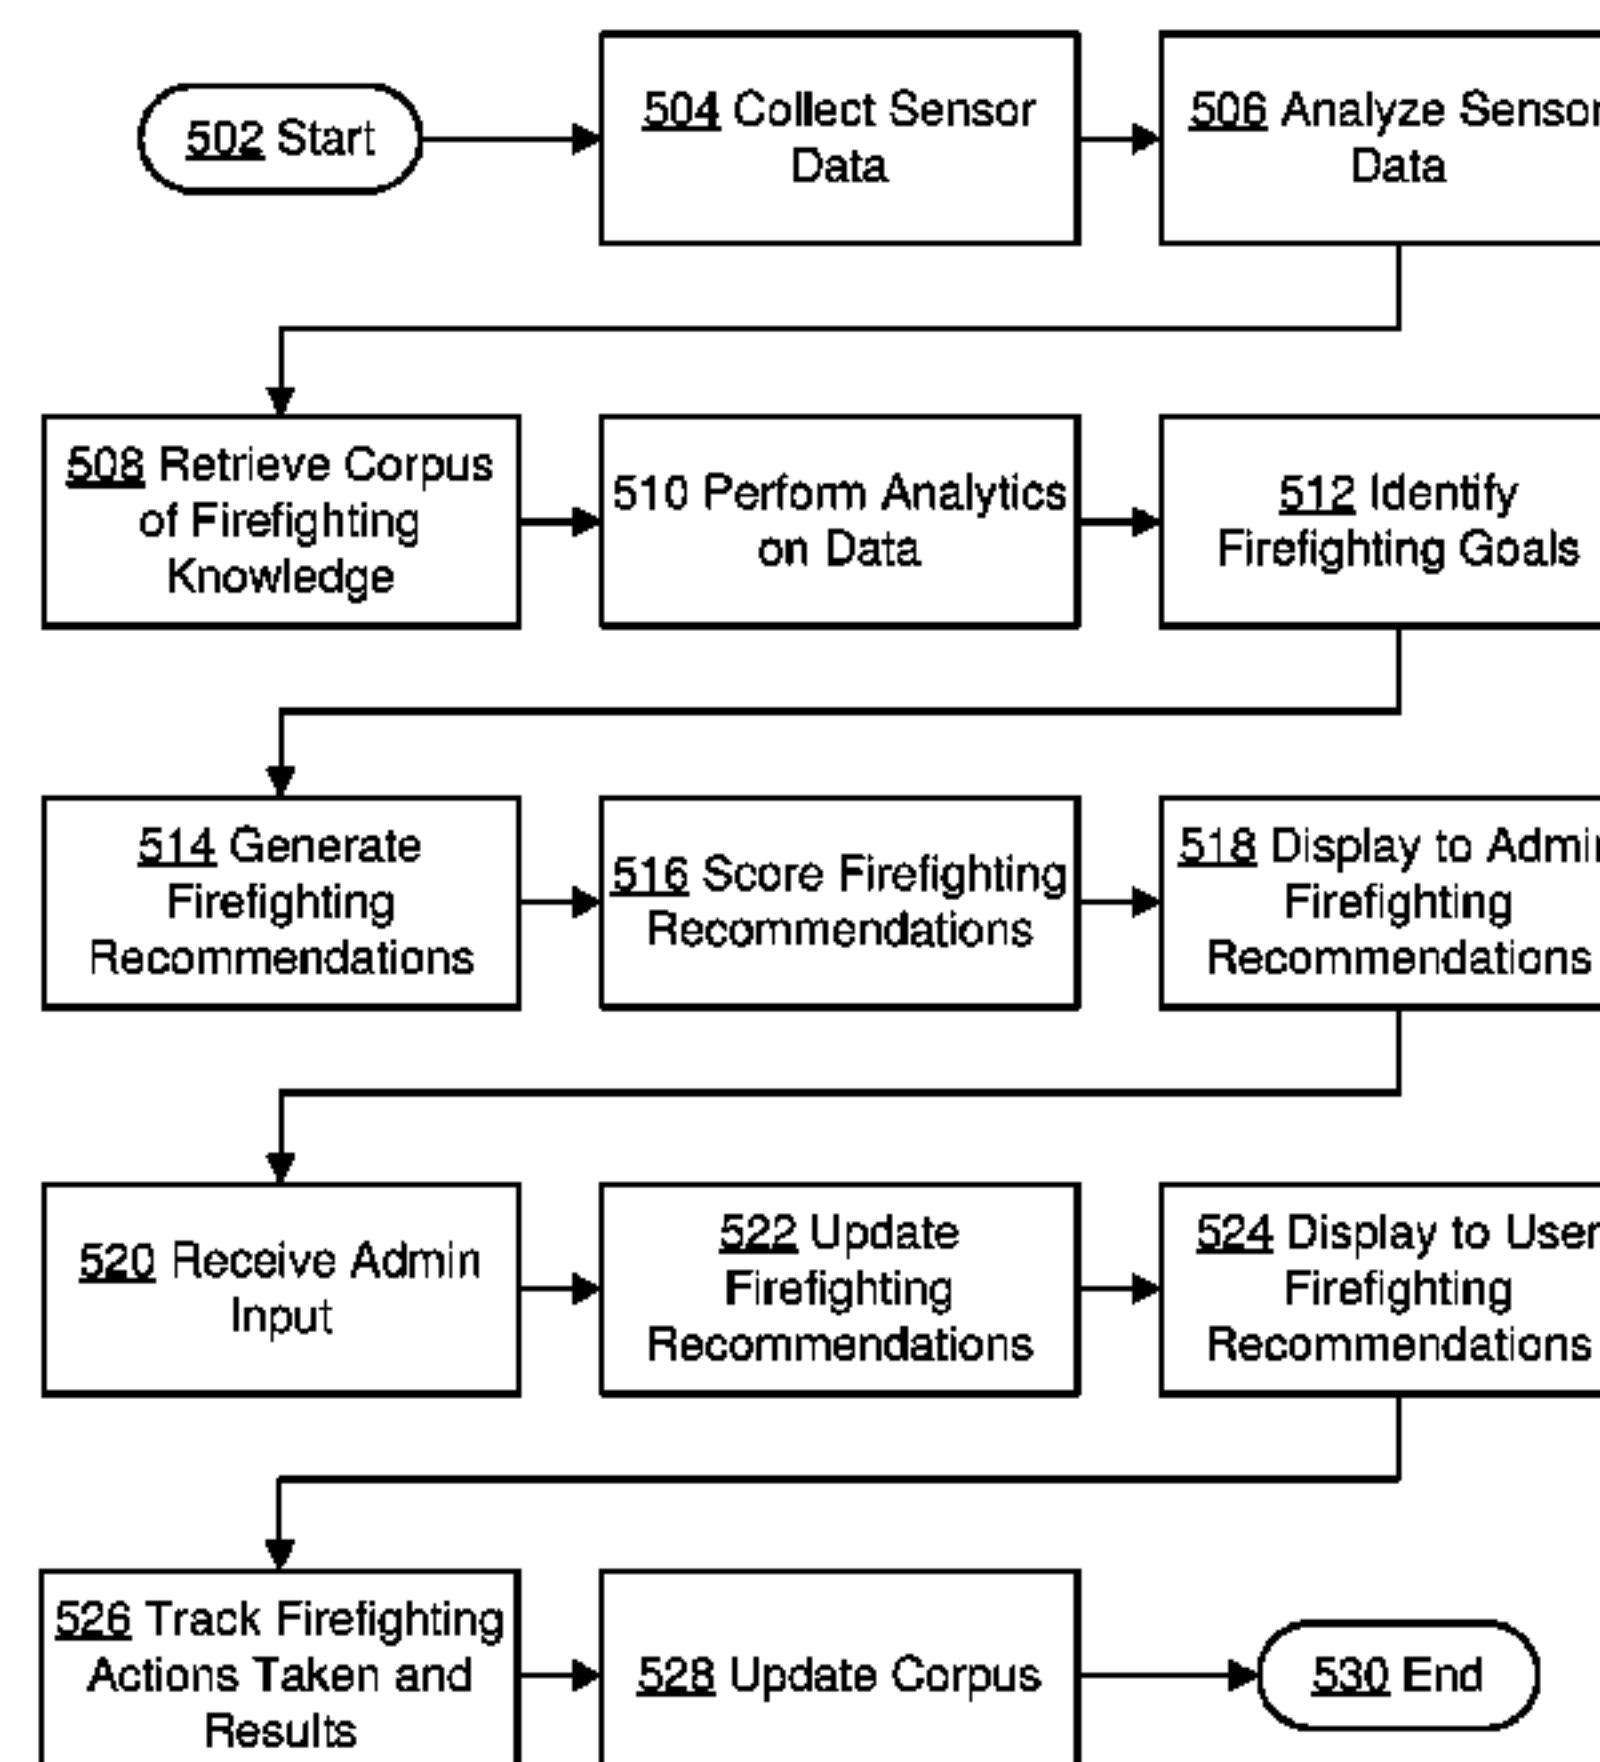 502 Start
504 Collect Sensor
Data
506 Analyze Sensor
Data
508 Retrieve Corpus
of Firefighting
Knowledge
510 Perform Analytics
on Data
512 Identify
Firefighting Goals
514 Generate
Firefighting
Recommendations
516 Score Firefighting
Recommendations
518 Display to Admin
Firefighting
Recommendations
520 Receive Admin
Input
522 Update
Firefighting
Recommendations
524 Display to User
Firefighting
Recommendations
526 Track Firefighting
Actions Taken and
Results
528 Update Corpus
530 End